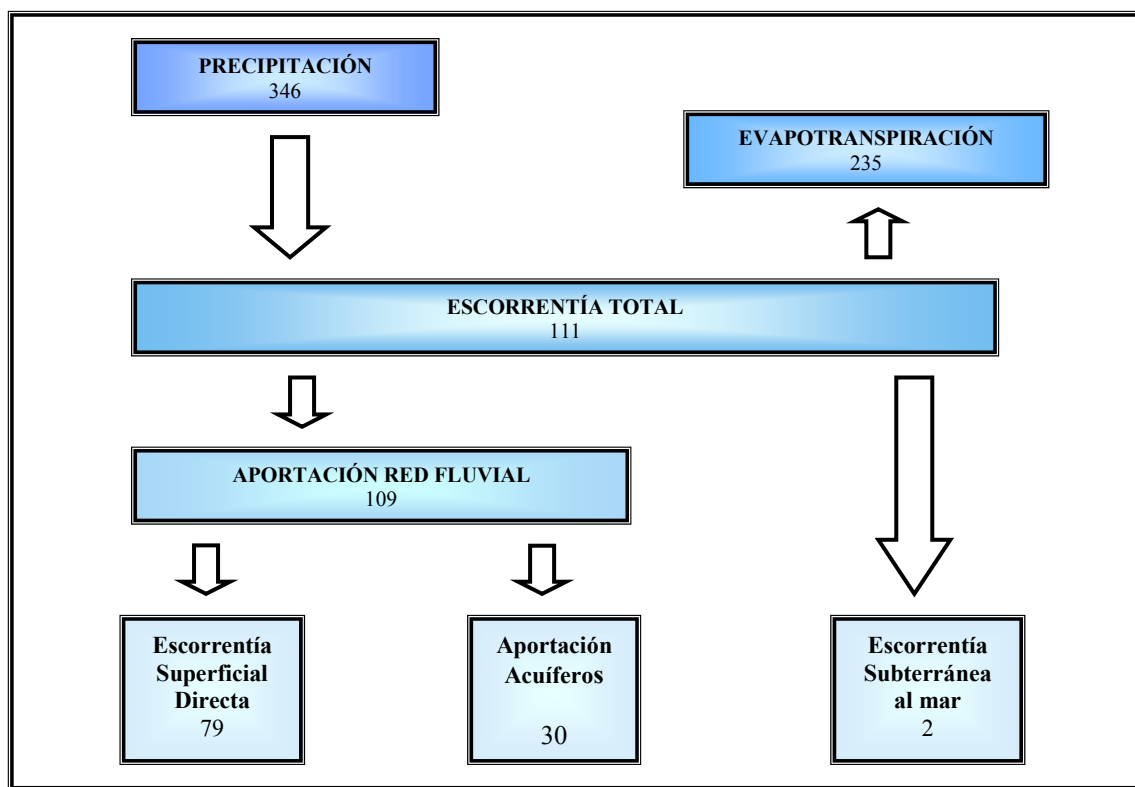 PRECIPITACIÓN
346
EVAPOTRANSPIRACIÓN
235
ESCORRENTÍA TOTAL
111
APORTACIÓN RED FLUVIAL
109
Escorrentía
Superficial
Directa
79
Aportación
Acuíferos
30
Escorrentía
Subterránea
al mar
2